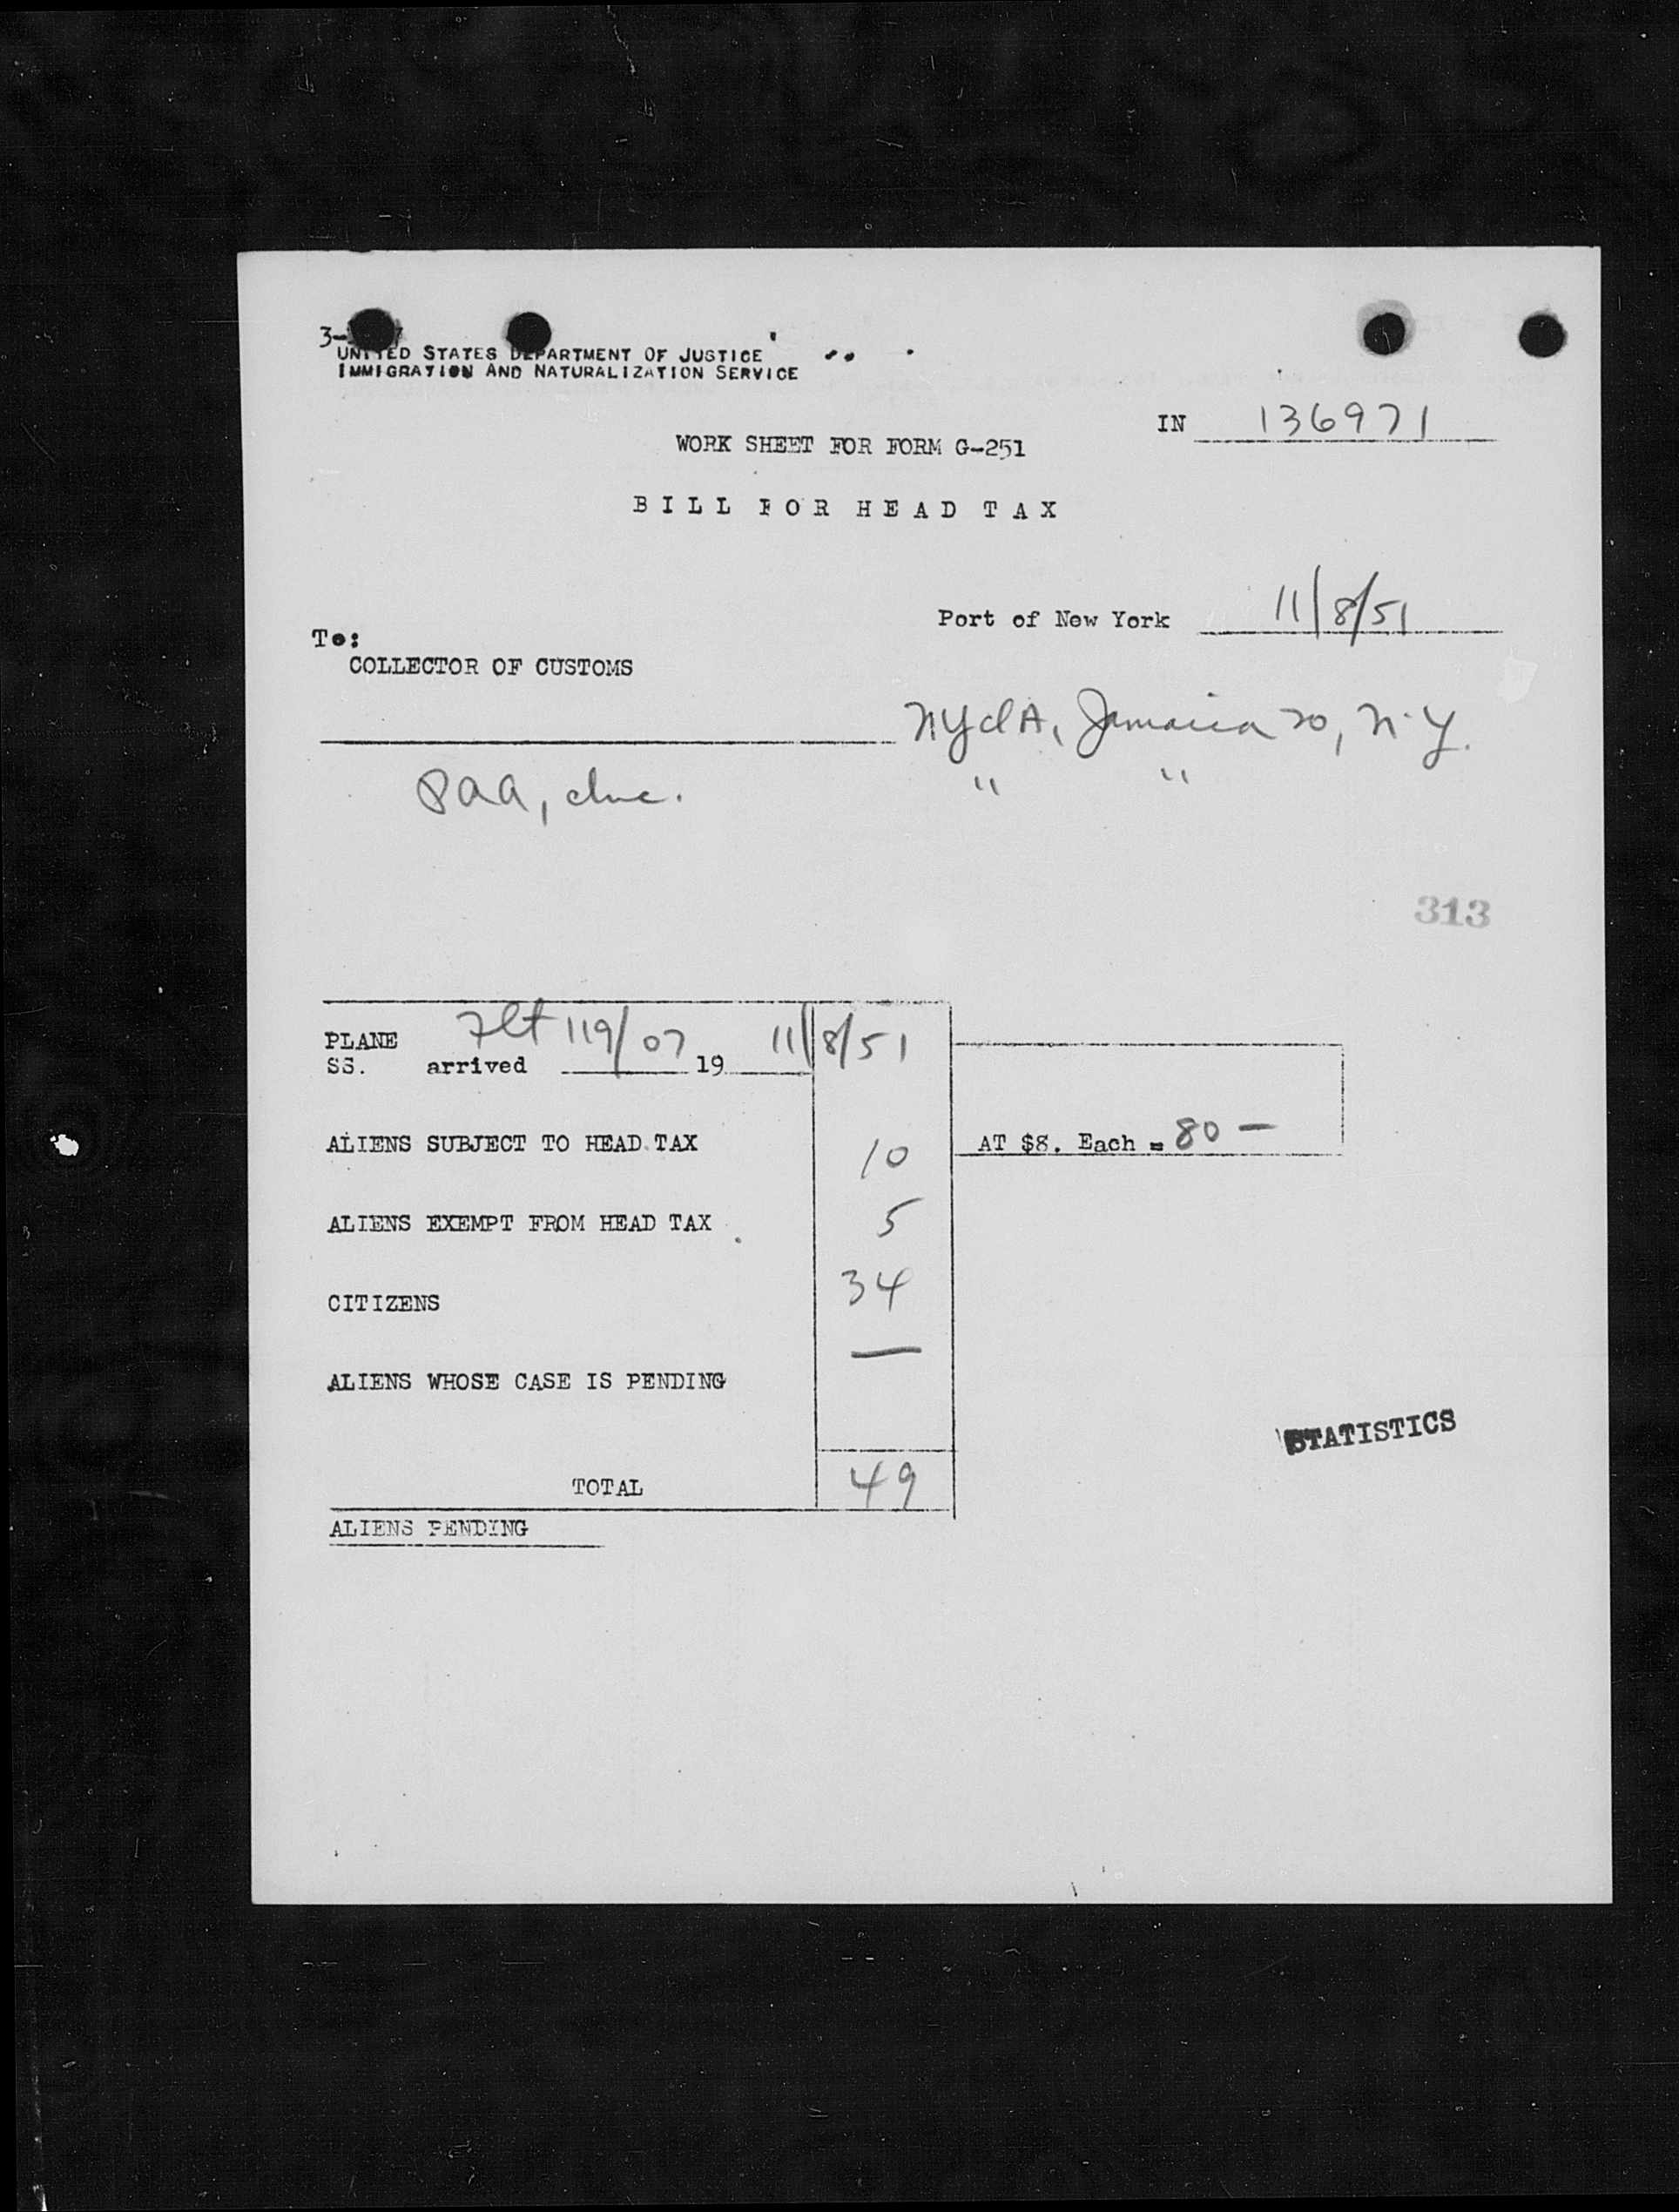 3-
UNITED STATES DEPARTMENT OF JUSTICE
IMMIGRATION AND NATURALIZATION SERVICE
IN 136971
WORK SHEET FOR FORM G-251
BILL FOR HEAD TAX
Port of New York 11/8/51
To:
COLLECTOR OF CUSTOMS
NYIA, Jamaica 20, N.Y.
PAA, Inc. " "
313
PLANE Flt 119/07 11/8/51
SS. arrived 19
ALIENS SUBJECT TO HEAD TAX 10 AT $8. Each = 80 —
ALIENS EXEMPT FROM HEAD TAX 5
CITIZENS 34
ALIENS WHOSE CASE IS PENDING —
STATISTICS
TOTAL 49
ALIENS PENDING